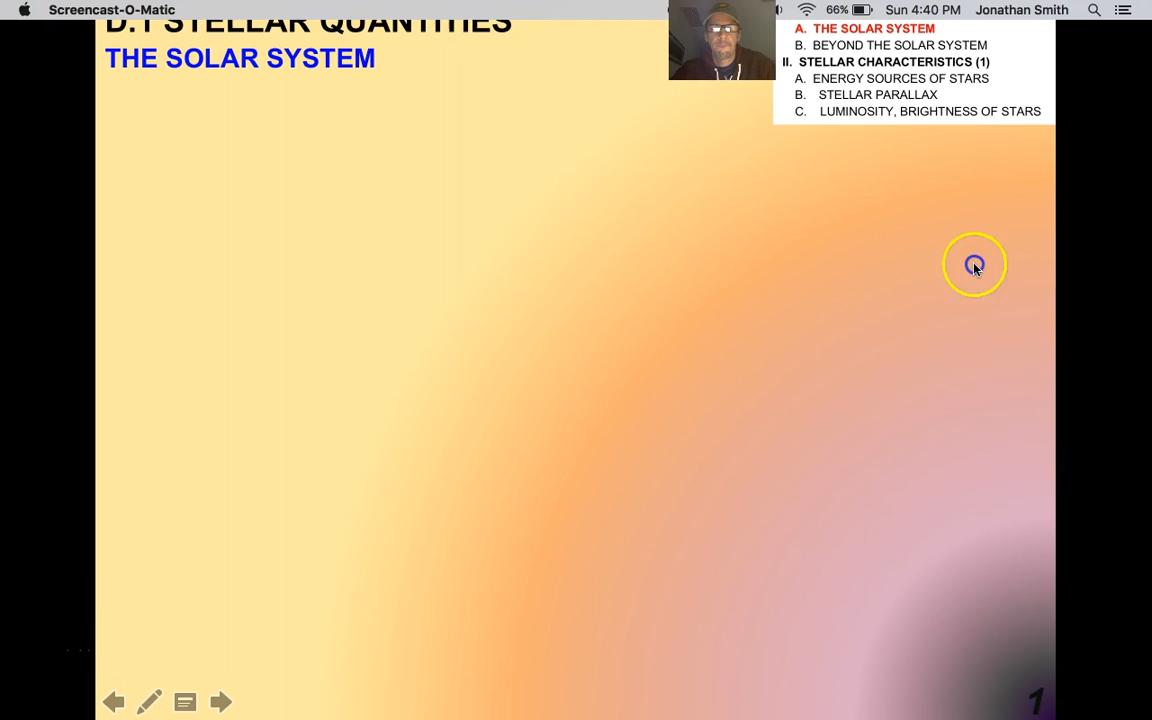 Screencast-O-Matic
66% Sun 4:40 PM Jonathan Smith
D.1 STELLAR QUANTITIES
THE SOLAR SYSTEM
A. THE SOLAR SYSTEM
B. BEYOND THE SOLAR SYSTEM
II. STELLAR CHARACTERISTICS (1)
A. ENERGY SOURCES OF STARS
B. STELLAR PARALLAX
C. LUMINOSITY, BRIGHTNESS OF STARS
1